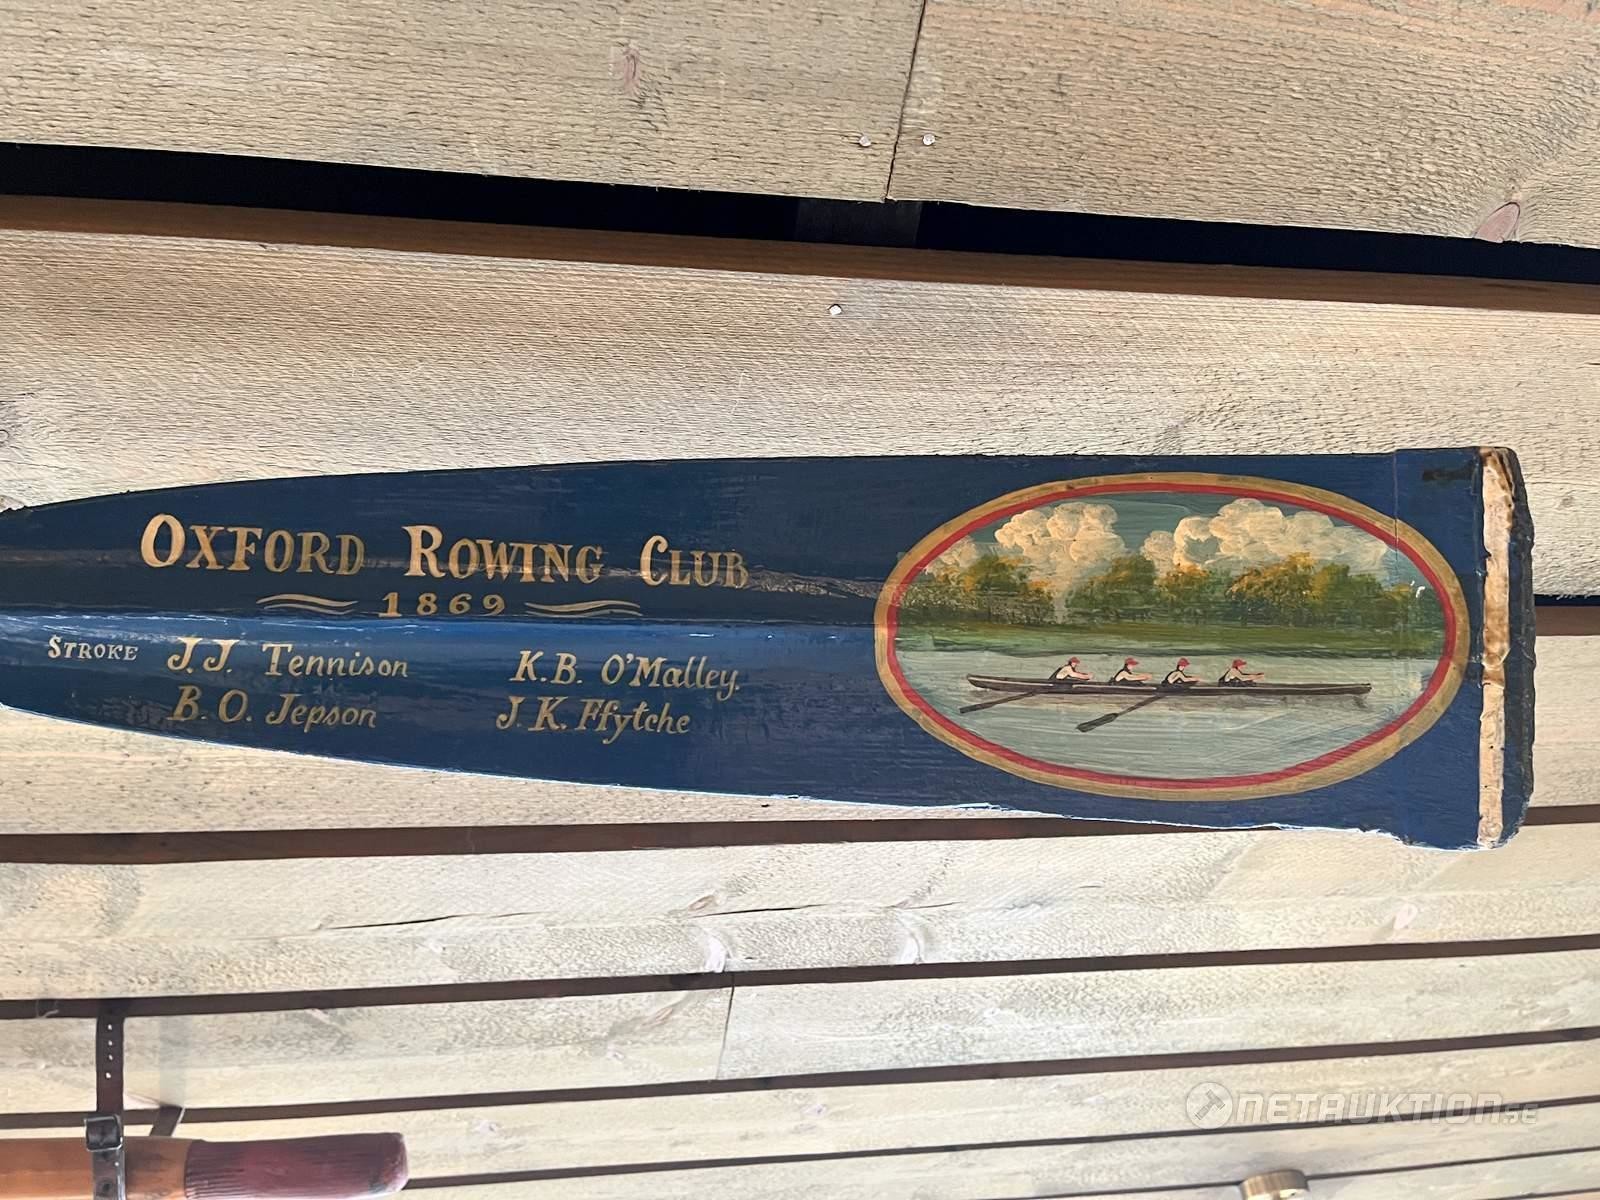 OXFORD ROWING CLUB
1869
STROKE J.J. Tennison K.B. O'Malley.
B.O. Jepson J.K. Ffytche
NETAUKTION.SE